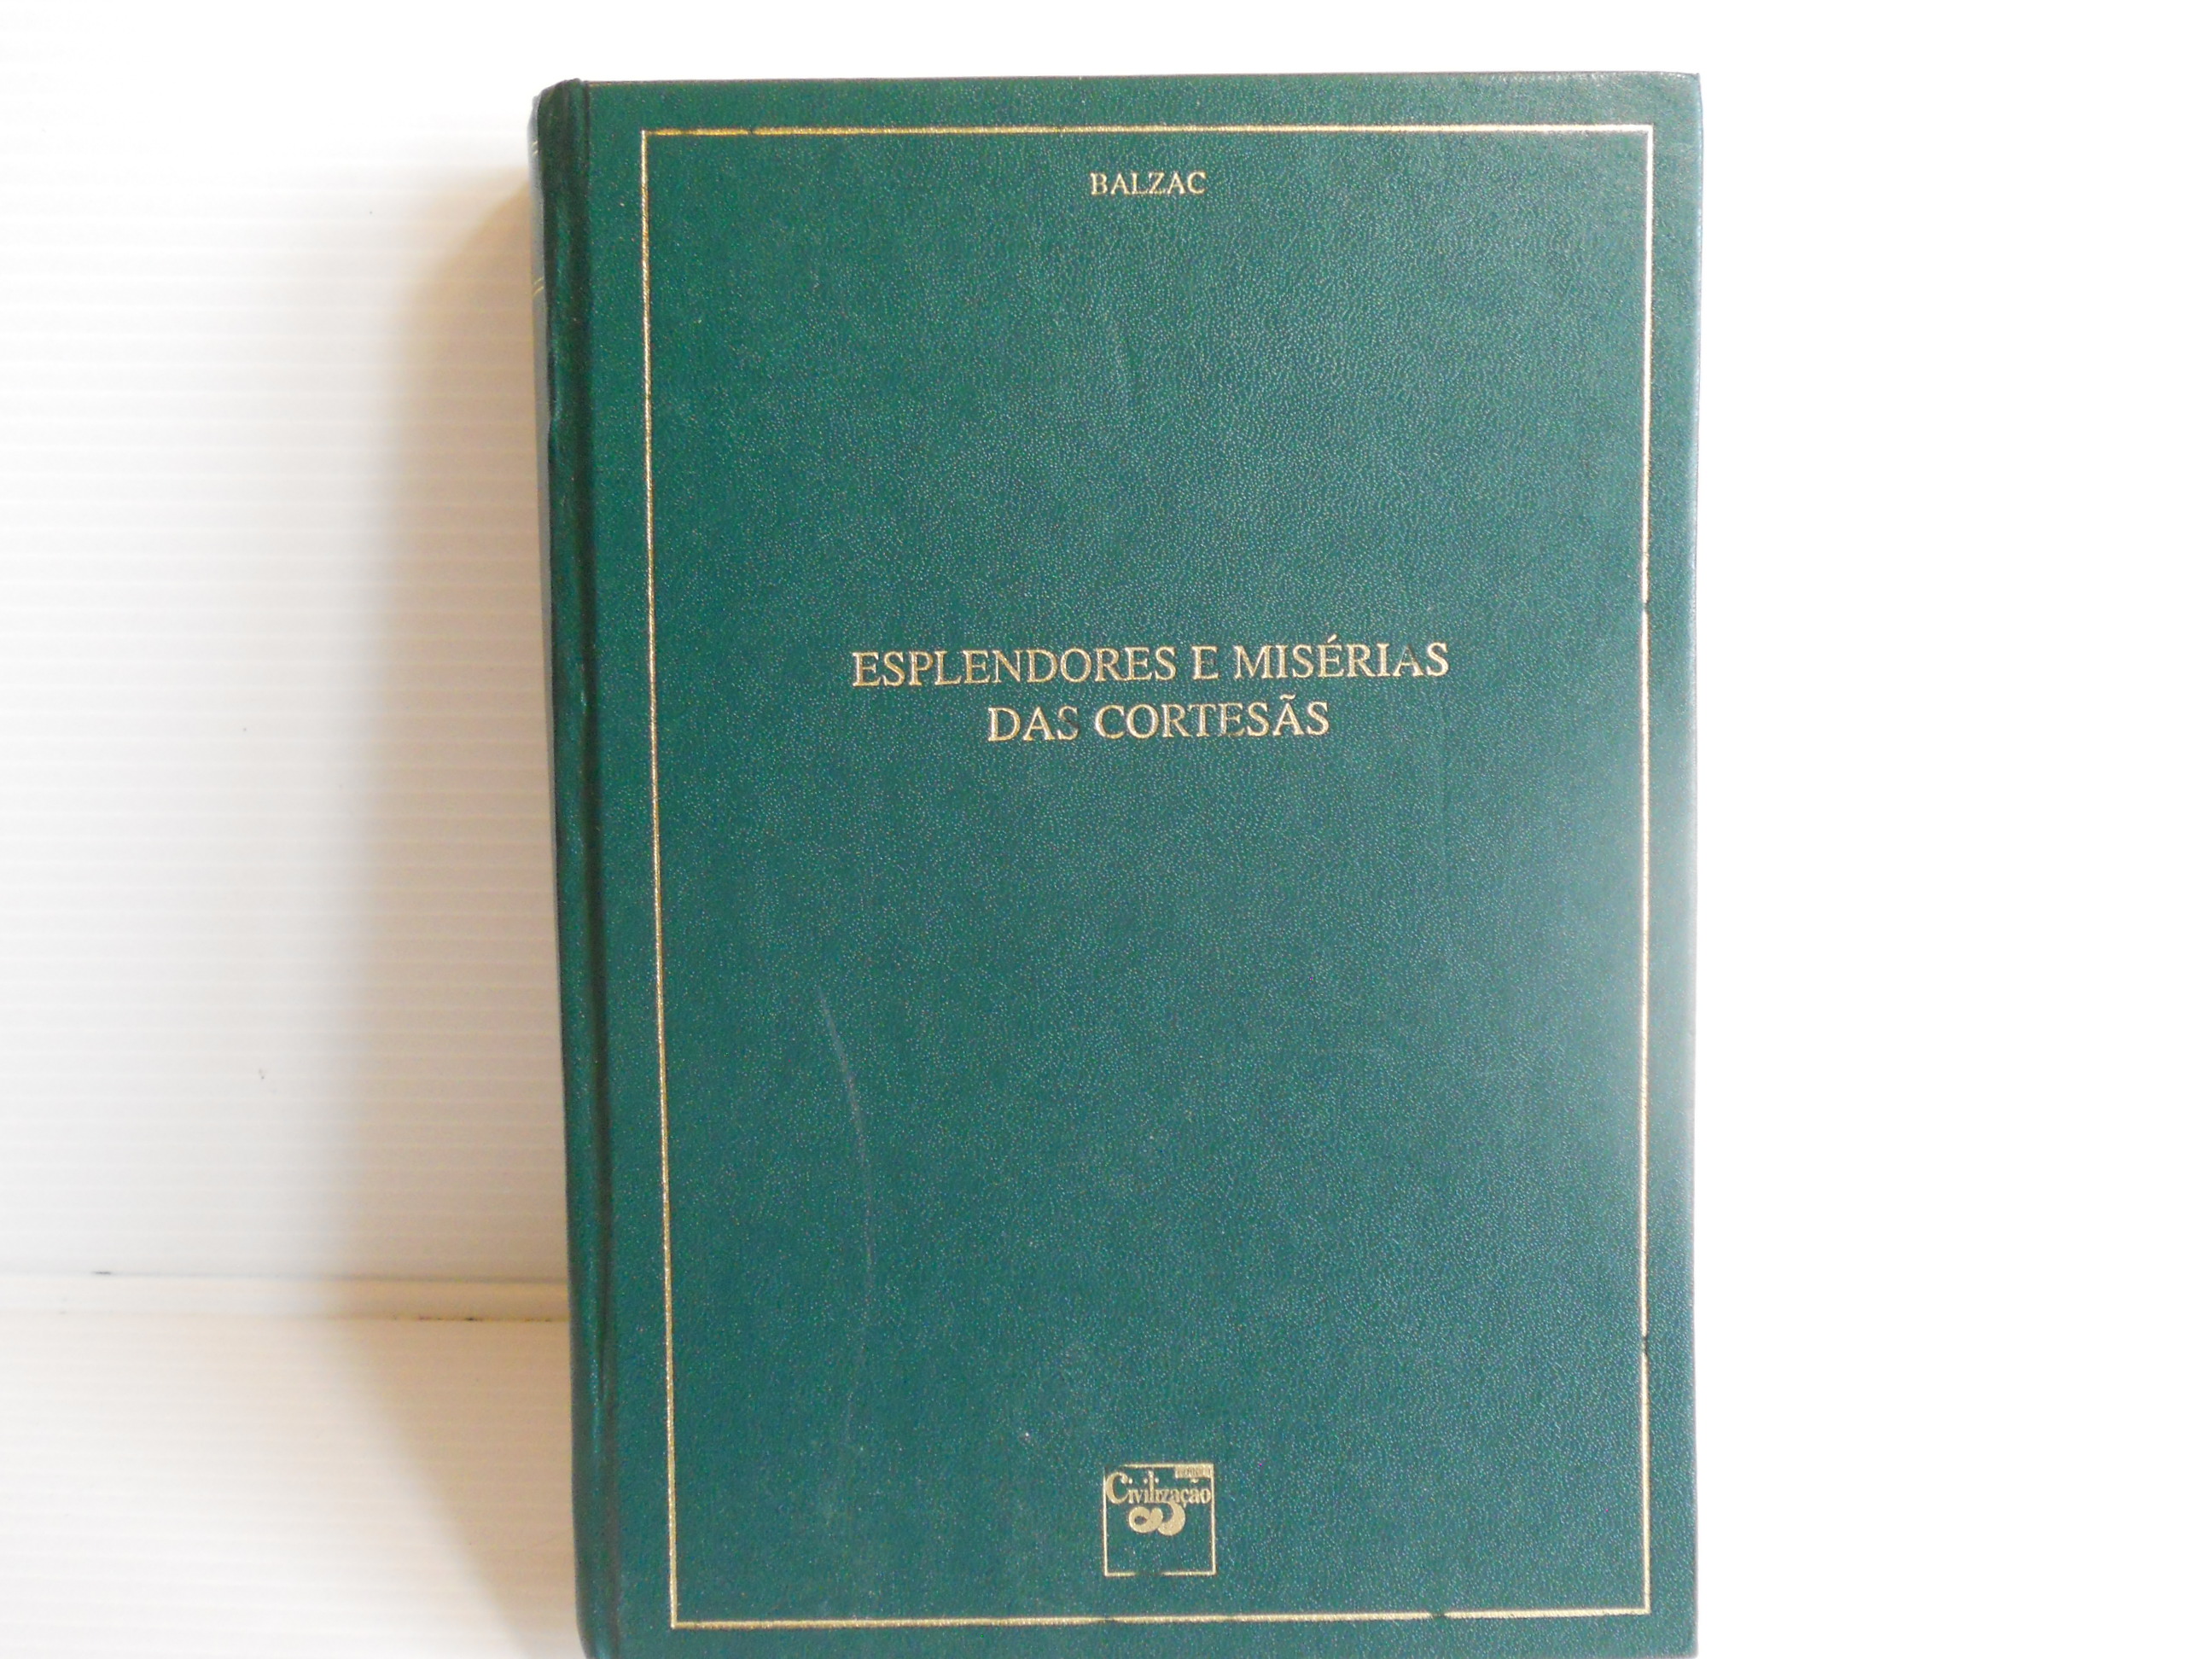 BALZAC
ESPLENDORES E MISÉRIAS
DAS CORTESÃS
Civilização